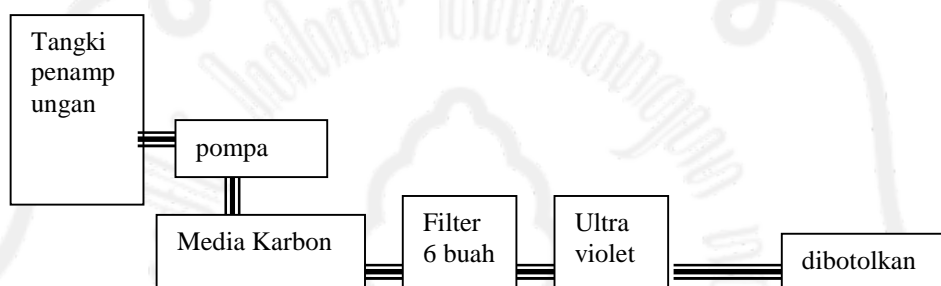 Tangki
penamp
ungan
pompa
Media Karbon
Filter
6 buah
Ultra
violet
dibotolkan